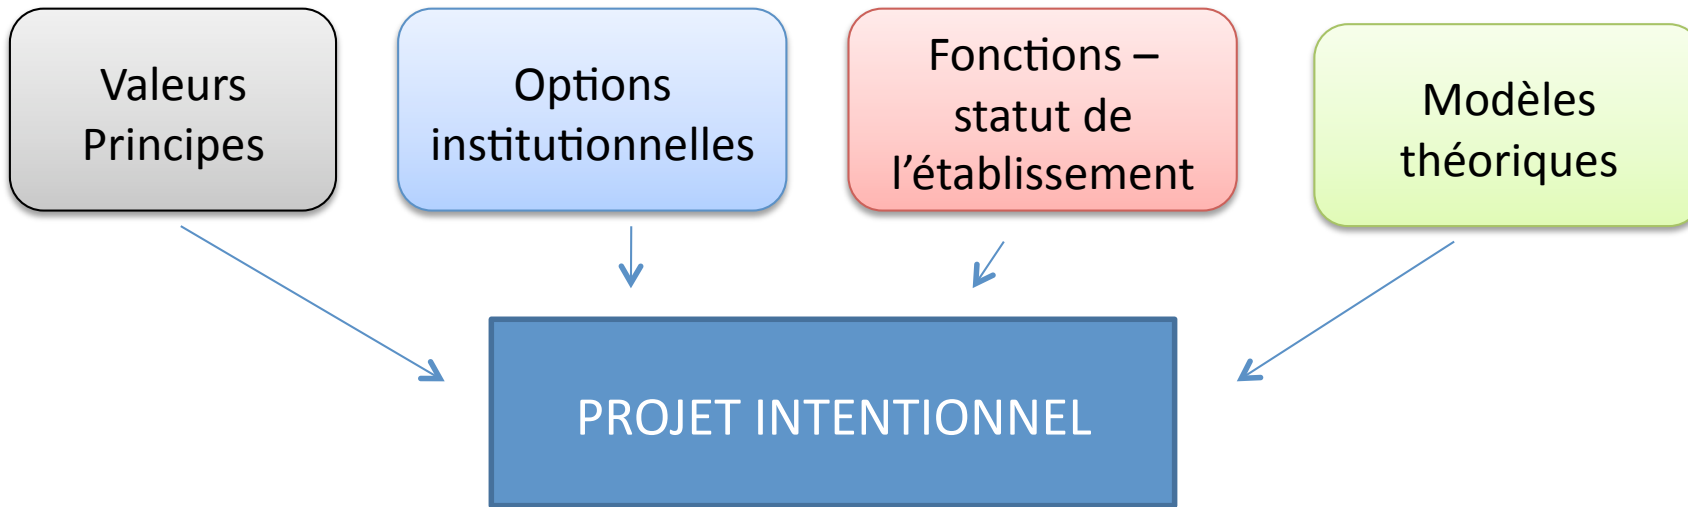 Valeurs
Principes
Options
institutionnelles
Fonctions –
statut de
l’établissement
Modèles
théoriques
PROJET INTENTIONNEL